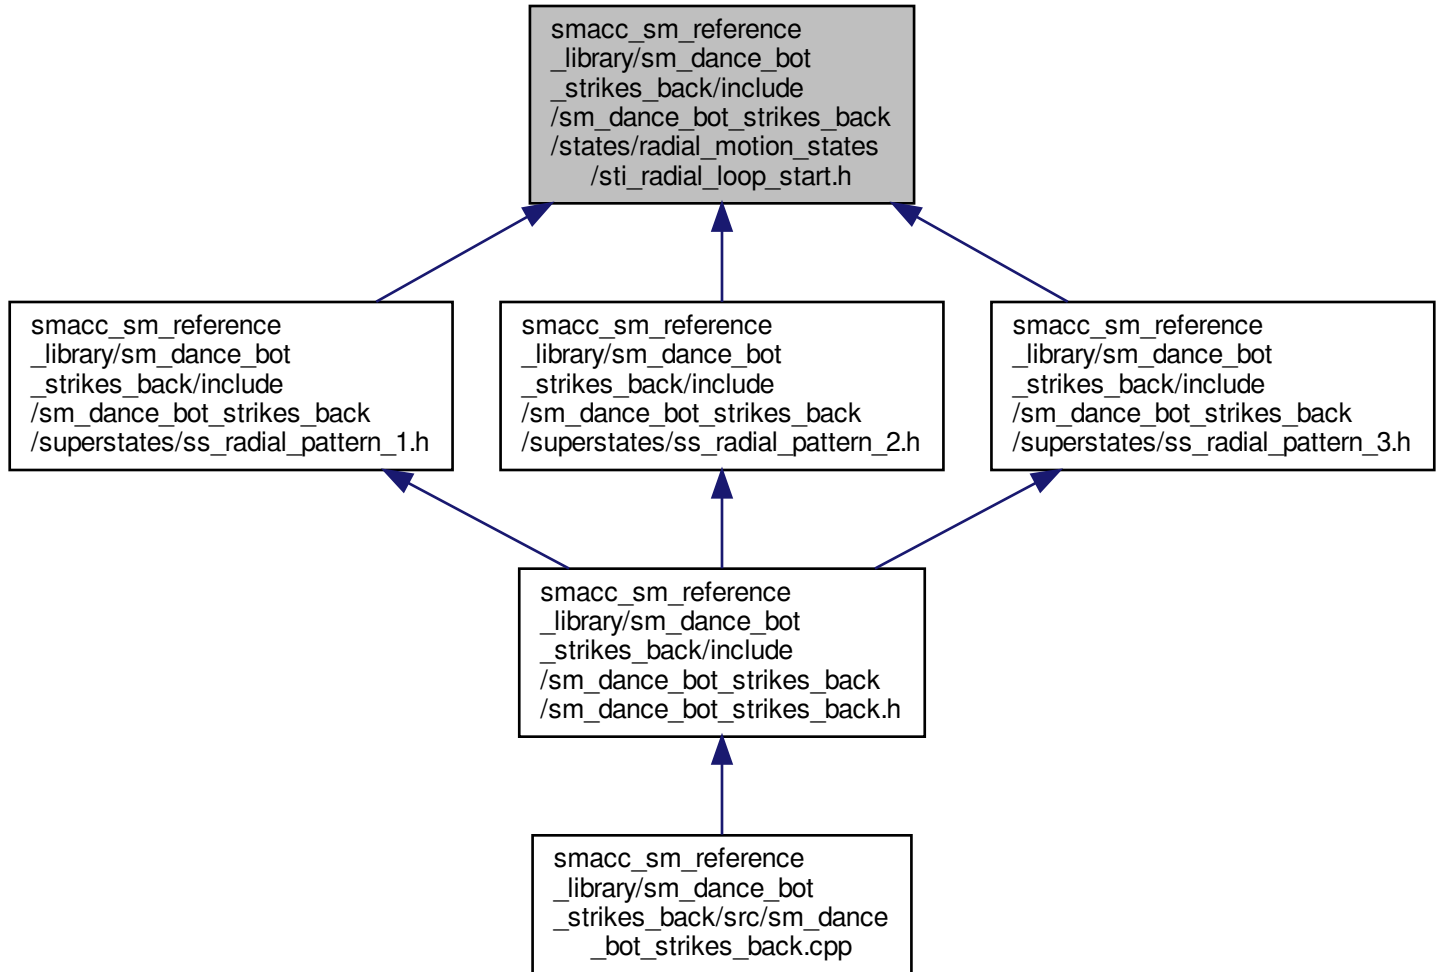 smacc_sm_reference
_library/sm_dance_bot
_strikes_back/include
/sm_dance_bot_strikes_back
/states/radial_motion_states
/sti_radial_loop_start.h
smacc_sm_reference
_library/sm_dance_bot
_strikes_back/include
/sm_dance_bot_strikes_back
/superstates/ss_radial_pattern_1.h
smacc_sm_reference
_library/sm_dance_bot
_strikes_back/include
/sm_dance_bot_strikes_back
/superstates/ss_radial_pattern_2.h
smacc_sm_reference
_library/sm_dance_bot
_strikes_back/include
/sm_dance_bot_strikes_back
/superstates/ss_radial_pattern_3.h
smacc_sm_reference
_library/sm_dance_bot
_strikes_back/include
/sm_dance_bot_strikes_back
/sm_dance_bot_strikes_back.h
smacc_sm_reference
_library/sm_dance_bot
_strikes_back/src/sm_dance
_bot_strikes_back.cpp